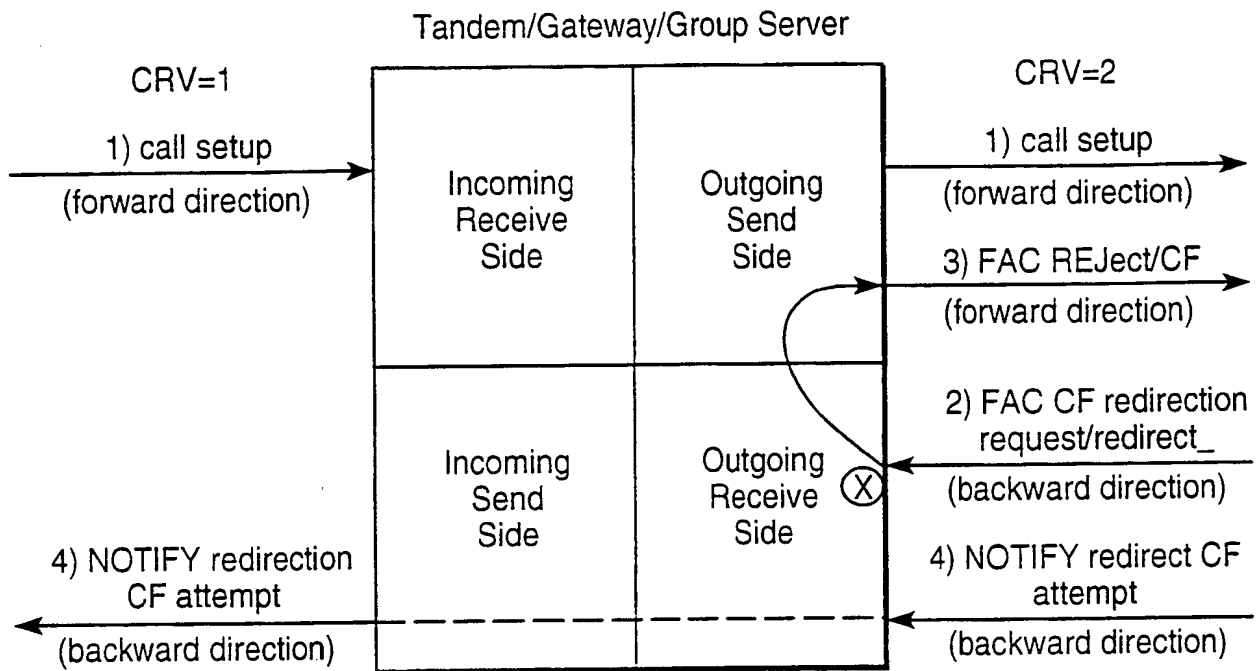 Tandem/Gateway/Group Server
CRV=1
CRV=2
1) call setup
(forward direction)
Incoming
Receive
Side
Outgoing
Send
Side
1) call setup
(forward direction)
3) FAC REJect/CF
(forward direction)
2) FAC CF redirection
request/redirect_
(backward direction)
Incoming
Send
Side
Outgoing
Receive
Side
X
4) NOTIFY redirection
CF attempt
(backward direction)
4) NOTIFY redirect CF
attempt
(backward direction)